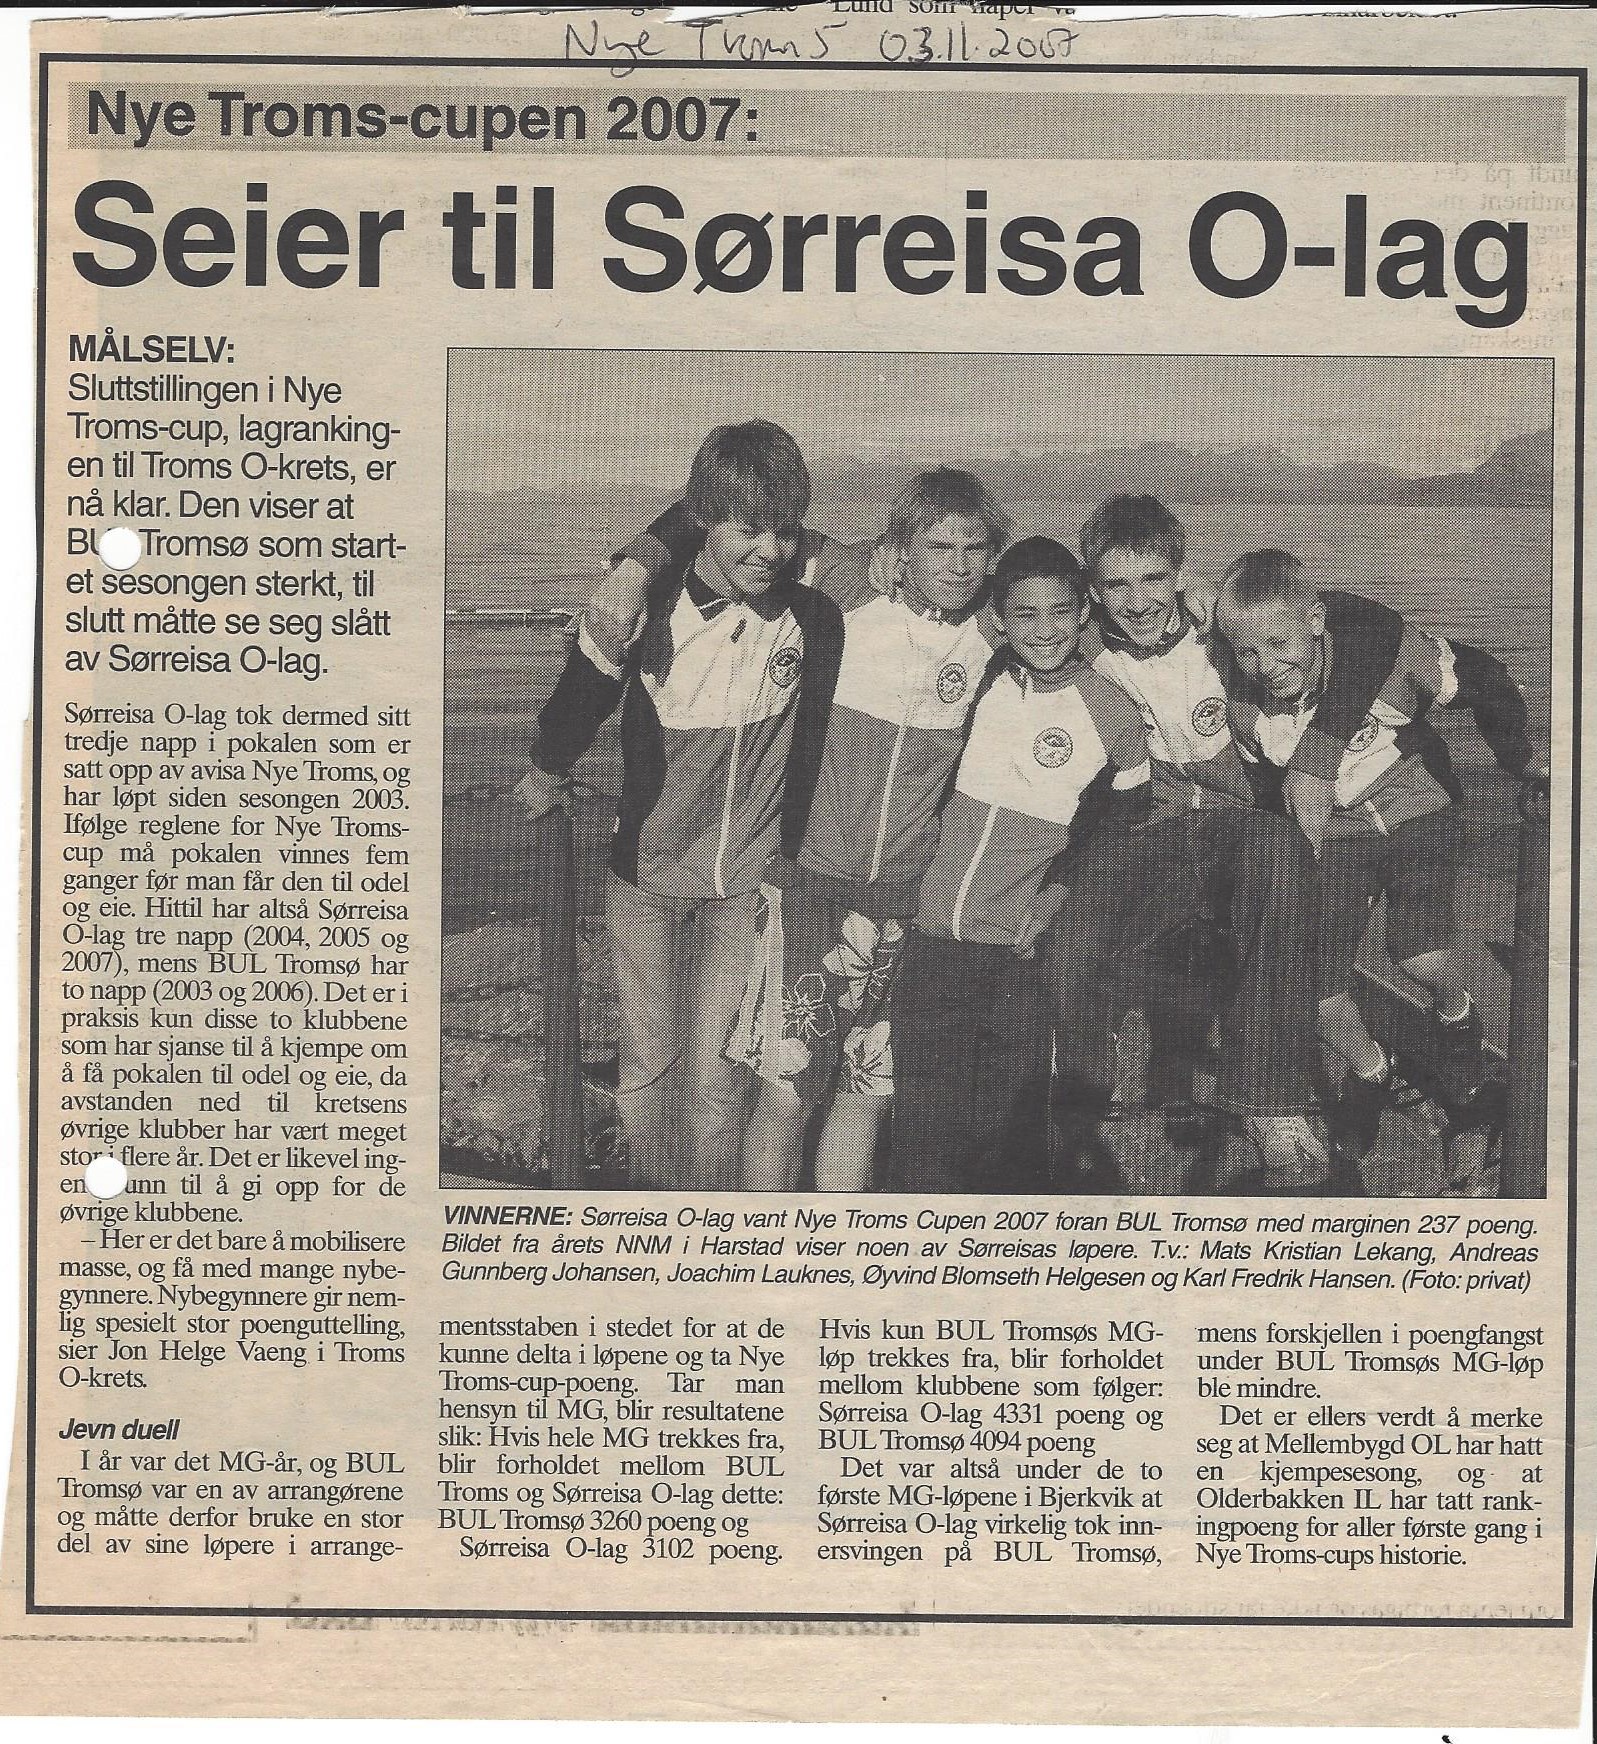 Nye Troms 03.11.2007
Nye Troms-cupen 2007:
Seier til Sørreisa O-lag
MÅLSELV:
Sluttstillingen i Nye
Troms-cup, lagranking-
en til Troms O-krets, er
nå klar. Den viser at
BUL Tromsø som start-
et sesongen sterkt, til
slutt måtte se seg slått
av Sørreisa O-lag.
Sørreisa O-lag tok dermed sitt
tredje napp i pokalen som er
satt opp av avisa Nye Troms, og
har løpt siden sesongen 2003.
Ifølge reglene for Nye Troms-
cup må pokalen vinnes fem
ganger før man får den til odel
og eie. Hittil har altså Sørreisa
O-lag tre napp (2004, 2005 og
2007), mens BUL Tromsø har
to napp (2003 og 2006). Det er i
praksis kun disse to klubbene
som har sjanse til å kjempe om
å få pokalen til odel og eie, da
avstanden ned til kretsens
øvrige klubber har vært meget
stor i flere år. Det er likevel ing-
en grunn til å gi opp for de
øvrige klubbene.
– Her er det bare å mobilisere
masse, og få med mange nybe-
gynnere. Nybegynnere gir nem-
lig spesielt stor poenguttelling,
sier Jon Helge Vaeng i Troms
O-krets.
Jevn duell
I år var det MG-år, og BUL
Tromsø var en av arrangørene
og måtte derfor bruke en stor
del av sine løpere i arrange-
VINNERNE: Sørreisa O-lag vant Nye Troms Cupen 2007 foran BUL Tromsø med marginen 237 poeng.
Bildet fra årets NNM i Harstad viser noen av Sørreisas løpere. T.v.: Mats Kristian Lekang, Andreas
Gunnberg Johansen, Joachim Lauknes, Øyvind Blomseth Helgesen og Karl Fredrik Hansen. (Foto: privat)
mentsstaben i stedet for at de
kunne delta i løpene og ta Nye
Troms-cup-poeng. Tar man
hensyn til MG, blir resultatene
slik: Hvis hele MG trekkes fra,
blir forholdet mellom BUL
Troms og Sørreisa O-lag dette:
BUL Tromsø 3260 poeng og
Sørreisa O-lag 3102 poeng.
Hvis kun BUL Tromsøs MG-
løp trekkes fra, blir forholdet
mellom klubbene som følger:
Sørreisa O-lag 4331 poeng og
BUL Tromsø 4094 poeng
Det var altså under de to
første MG-løpene i Bjerkvik at
Sørreisa O-lag virkelig tok inn-
ersvingen på BUL Tromsø,
mens forskjellen i poengfangst
under BUL Tromsøs MG-løp
ble mindre.
Det er ellers verdt å merke
seg at Mellembygd OL har hatt
en kjempesesong, og at
Olderbakken IL har tatt rank-
ingpoeng for aller første gang i
Nye Troms-cups historie.